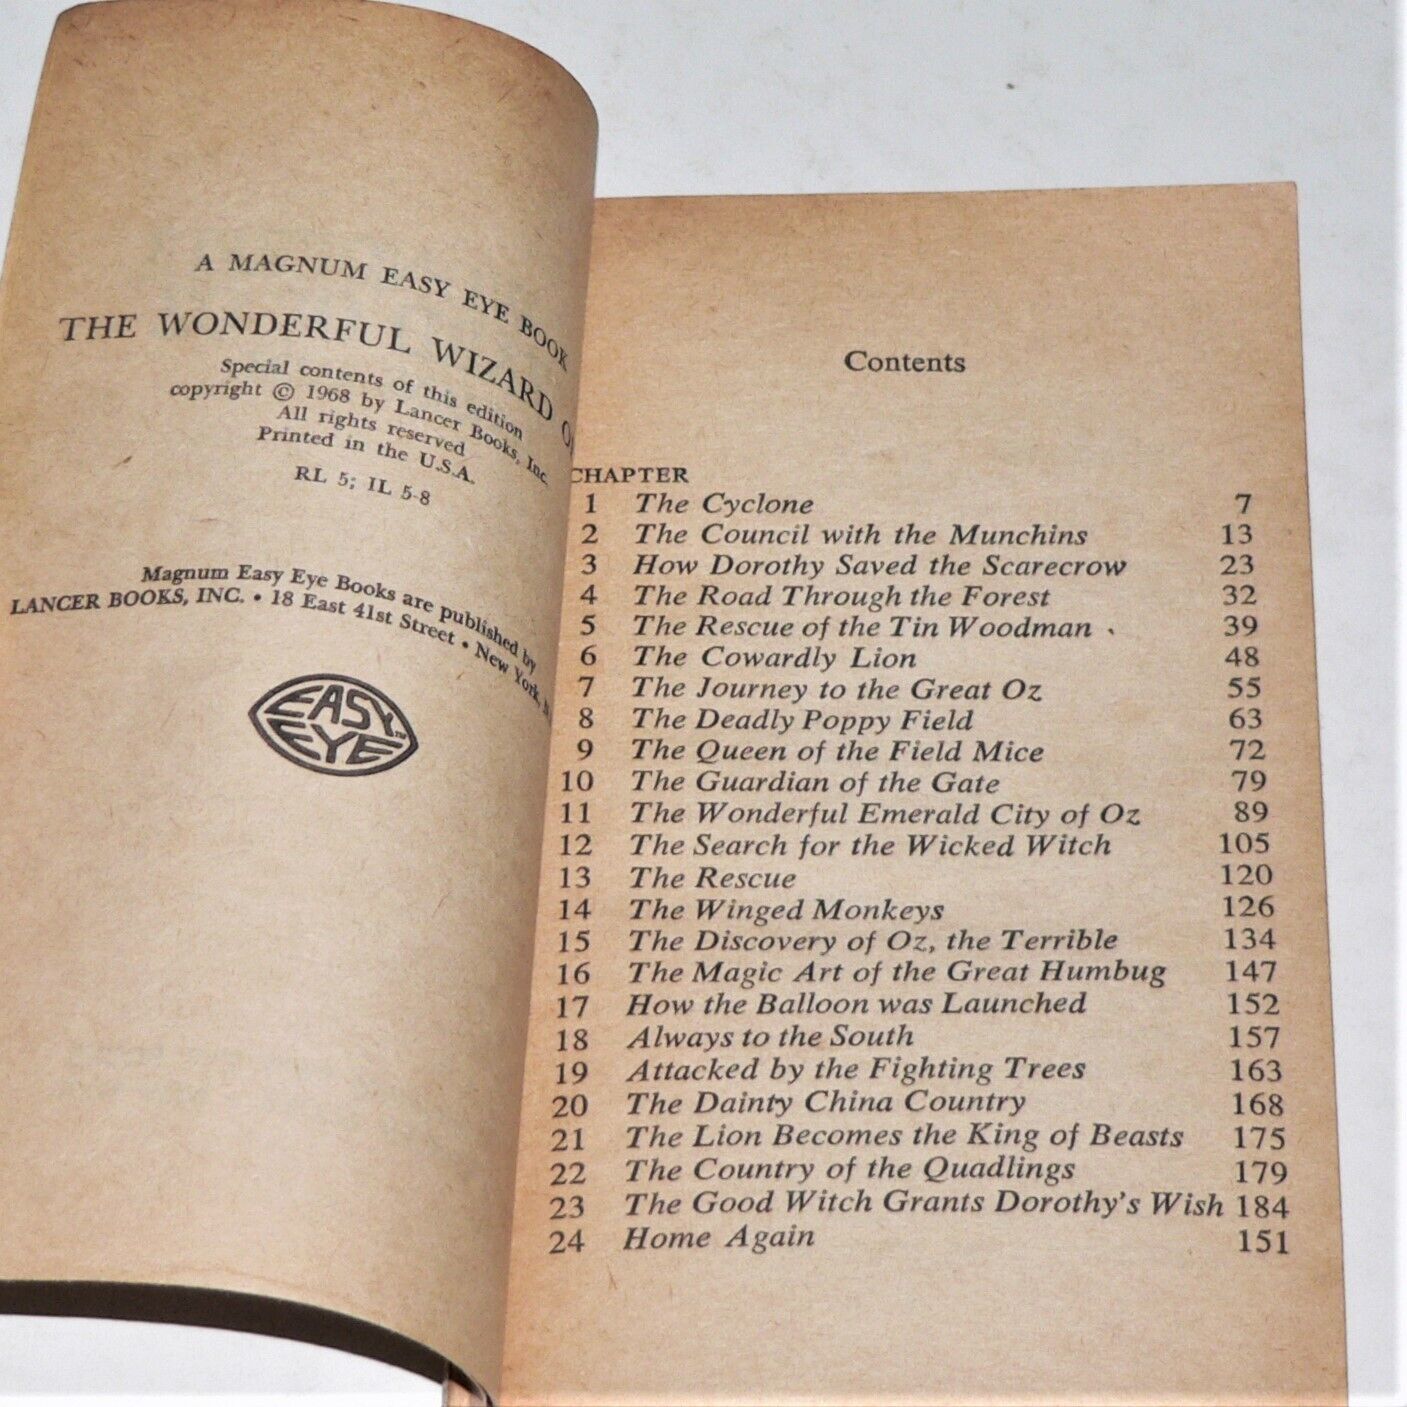 A MAGNUM EASY EYE BOOK
THE WONDERFUL WIZARD O
Special contents of this edition
copyright © 1968 by Lancer Books, Inc.
All rights reserved
Printed in the U.S.A.
RL 5; IL 5-8
Magnum Easy Eye Books are published by
LANCER BOOKS, INC. • 18 East 41st Street • New York, N
EASY
EYE
Contents
CHAPTER
1 The Cyclone 7
2 The Council with the Munchins 13
3 How Dorothy Saved the Scarecrow 23
4 The Road Through the Forest 32
5 The Rescue of the Tin Woodman 39
6 The Cowardly Lion 48
7 The Journey to the Great Oz 55
8 The Deadly Poppy Field 63
9 The Queen of the Field Mice 72
10 The Guardian of the Gate 79
11 The Wonderful Emerald City of Oz 89
12 The Search for the Wicked Witch 105
13 The Rescue 120
14 The Winged Monkeys 126
15 The Discovery of Oz, the Terrible 134
16 The Magic Art of the Great Humbug 147
17 How the Balloon was Launched 152
18 Always to the South 157
19 Attacked by the Fighting Trees 163
20 The Dainty China Country 168
21 The Lion Becomes the King of Beasts 175
22 The Country of the Quadlings 179
23 The Good Witch Grants Dorothy's Wish 184
24 Home Again 151